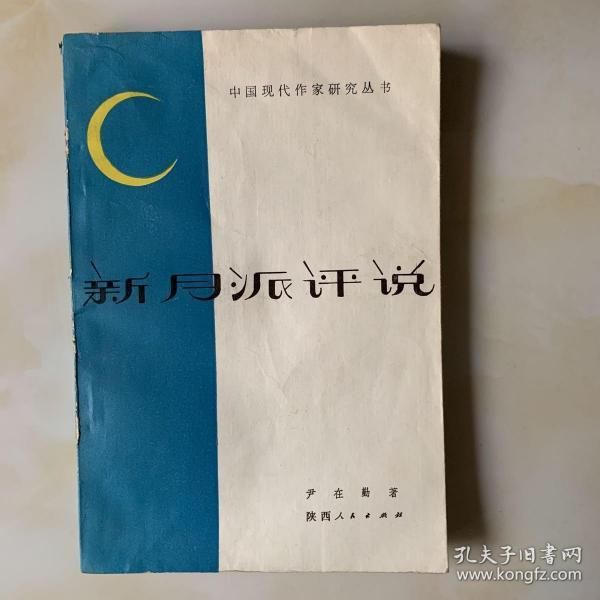 中国现代作家研究丛书
新月派评说
尹在勤著
陕西人民出版社
孔夫子旧書网
www.kongfz.com